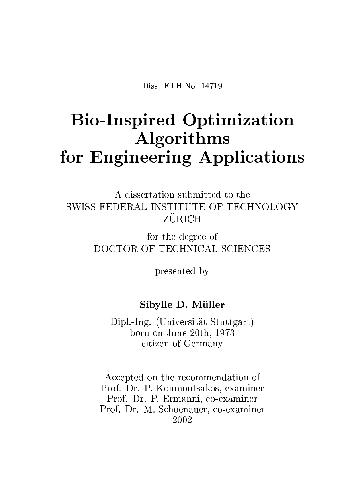 Diss. ETH No. 14719
Bio-Inspired Optimization
Algorithms
for Engineering Applications
A dissertation submitted to the
SWISS FEDERAL INSTITUTE OF TECHNOLOGY
ZÜRICH
for the degree of
DOCTOR OF TECHNICAL SCIENCES
presented by
Sibylle D. Müller
Dipl.-Ing. (Universität Stuttgart)
born on June 20th, 1973
citizen of Germany
Accepted on the recommendation of
Prof. Dr. P. Koumoutsakos, examiner
Prof. Dr. P. Ermanni, co-examiner
Prof. Dr. M. Schoenauer, co-examiner
2002